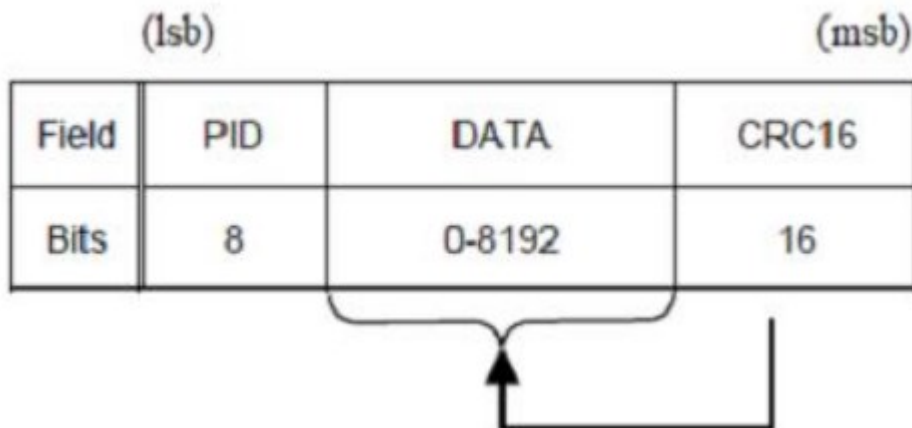 (lsb) (msb)
Field PID DATA CRC16
Bits 8 0-8192 16